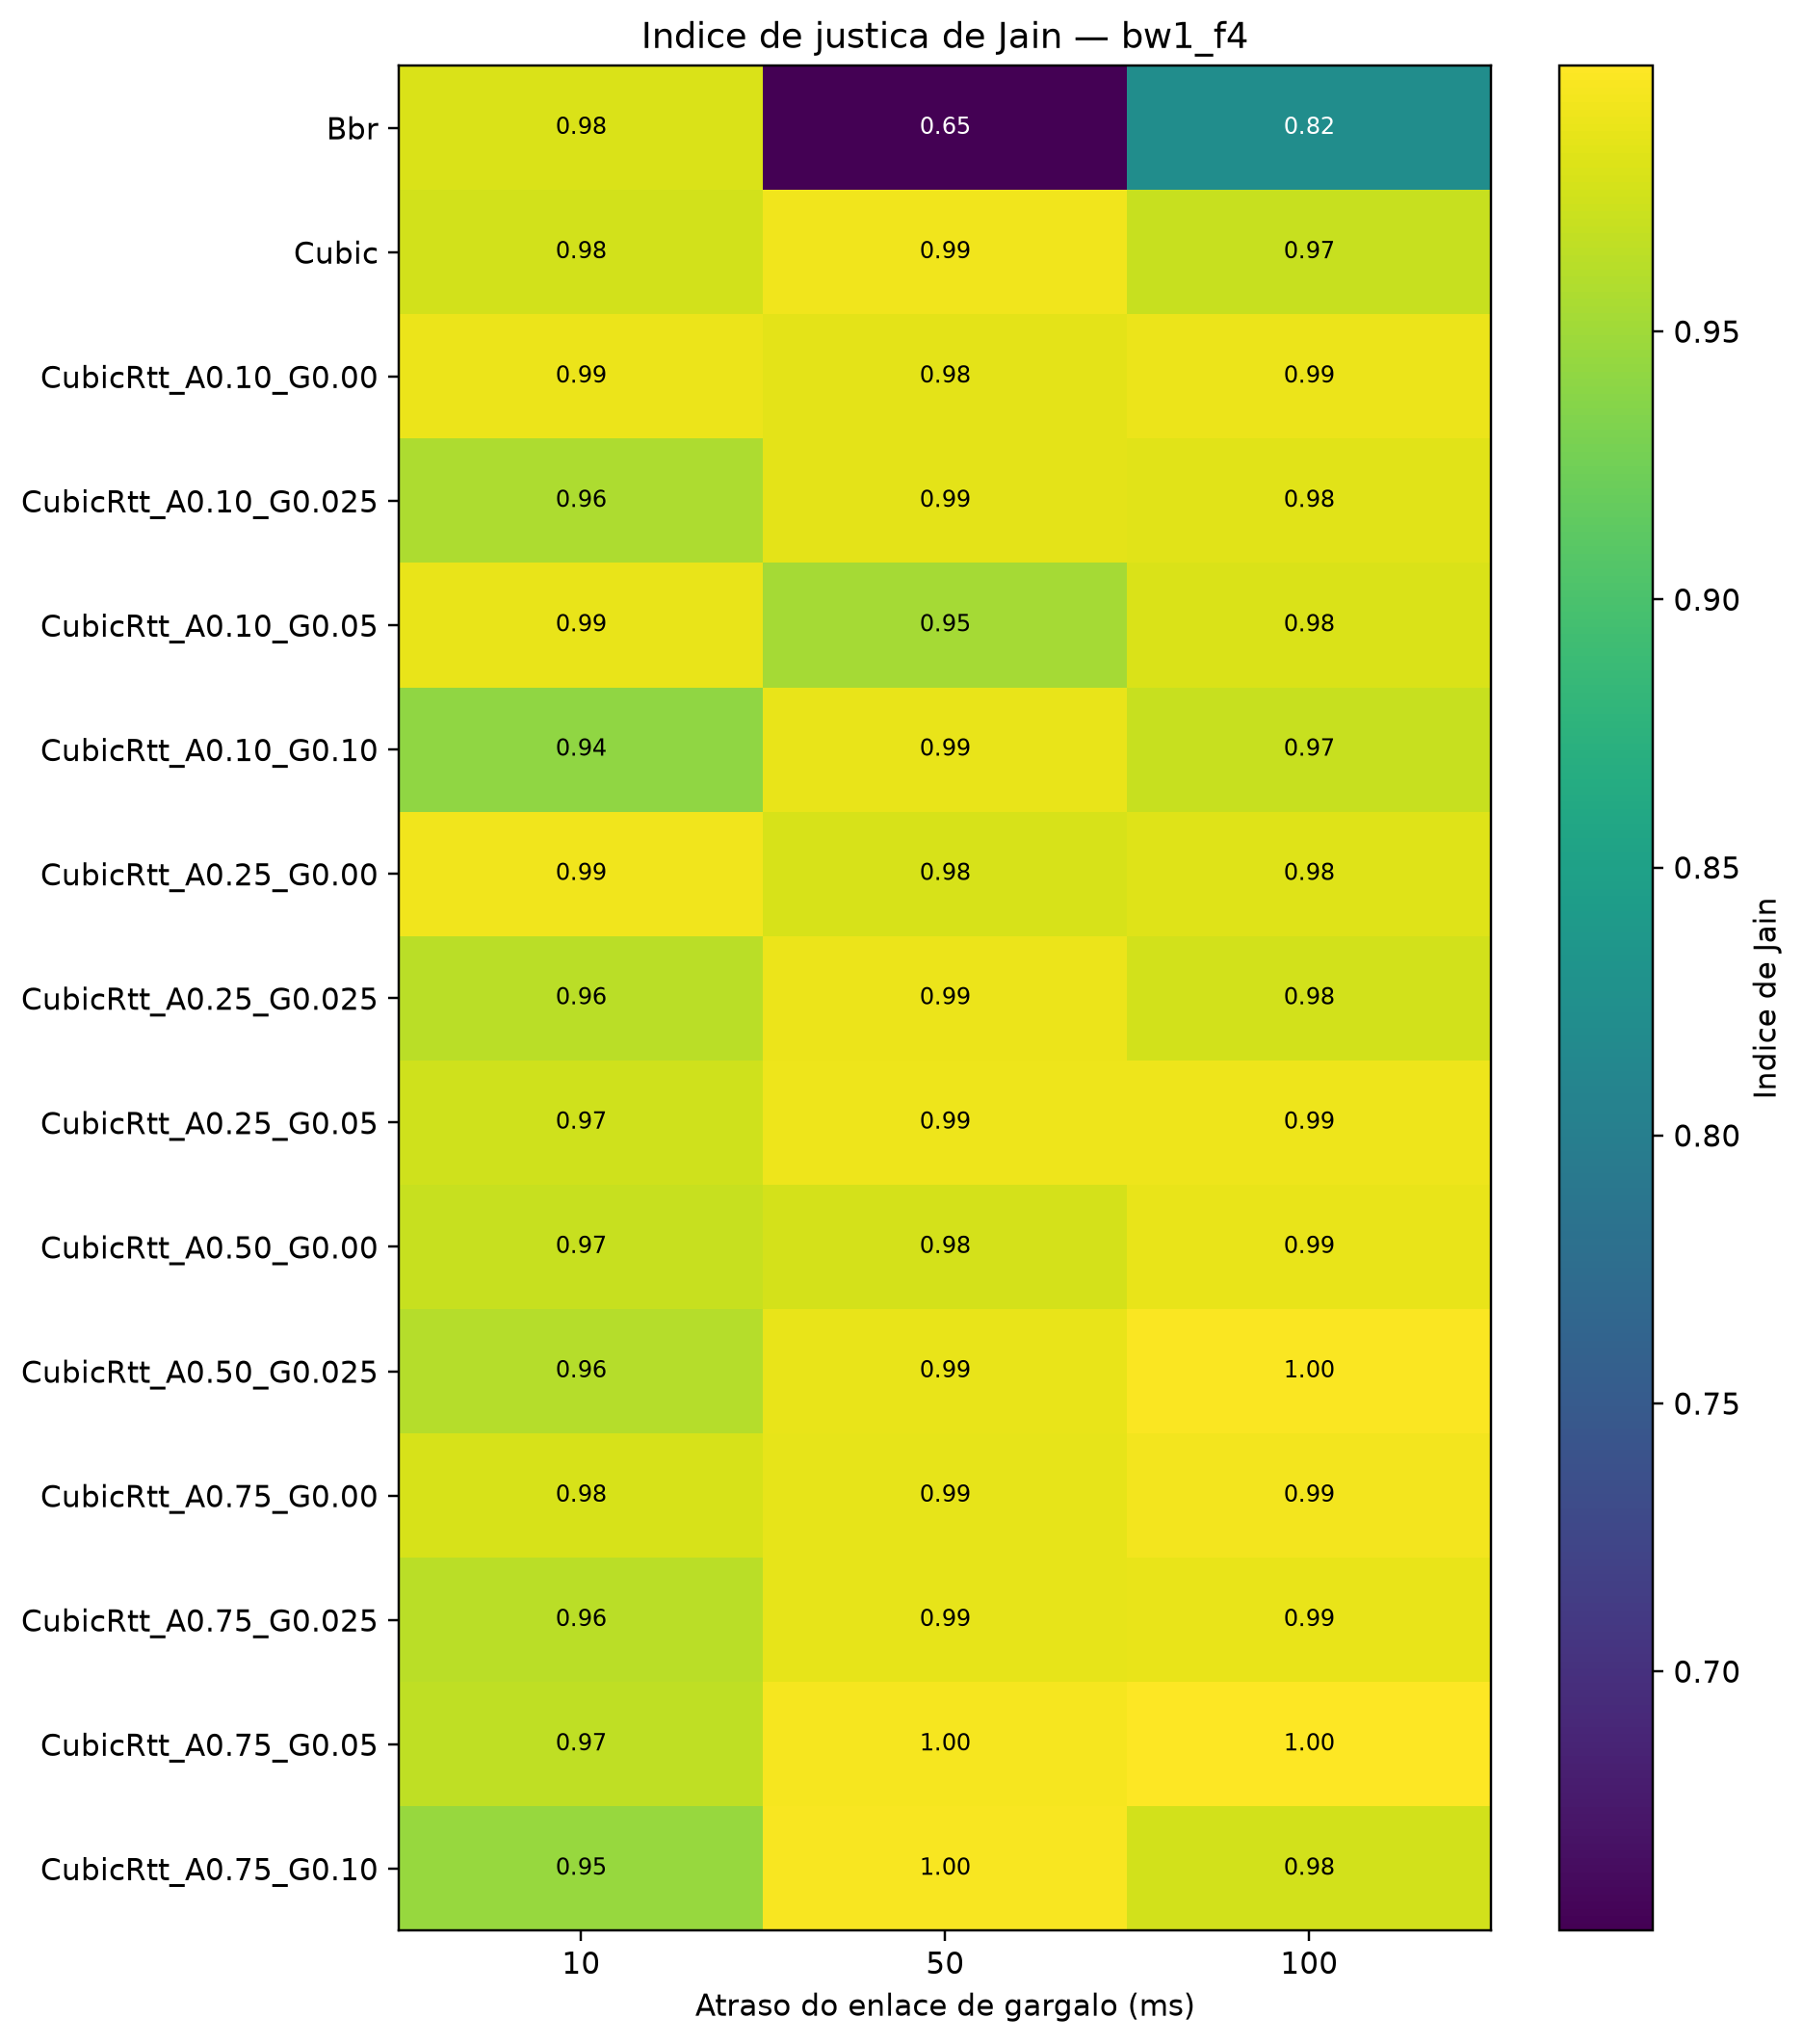 Indice de justica de Jain — bw1_f4
Bbr 0.98 0.65 0.82
Cubic 0.98 0.99 0.97
CubicRtt_A0.10_G0.00 0.99 0.98 0.99
CubicRtt_A0.10_G0.025 0.96 0.99 0.98
CubicRtt_A0.10_G0.05 0.99 0.95 0.98
CubicRtt_A0.10_G0.10 0.94 0.99 0.97
CubicRtt_A0.25_G0.00 0.99 0.98 0.98
CubicRtt_A0.25_G0.025 0.96 0.99 0.98
CubicRtt_A0.25_G0.05 0.97 0.99 0.99
CubicRtt_A0.50_G0.00 0.97 0.98 0.99
CubicRtt_A0.50_G0.025 0.96 0.99 1.00
CubicRtt_A0.75_G0.00 0.98 0.99 0.99
CubicRtt_A0.75_G0.025 0.96 0.99 0.99
CubicRtt_A0.75_G0.05 0.97 1.00 1.00
CubicRtt_A0.75_G0.10 0.95 1.00 0.98
10 50 100
Atraso do enlace de gargalo (ms)
0.95
0.90
0.85
0.80
0.75
0.70
Indice de Jain